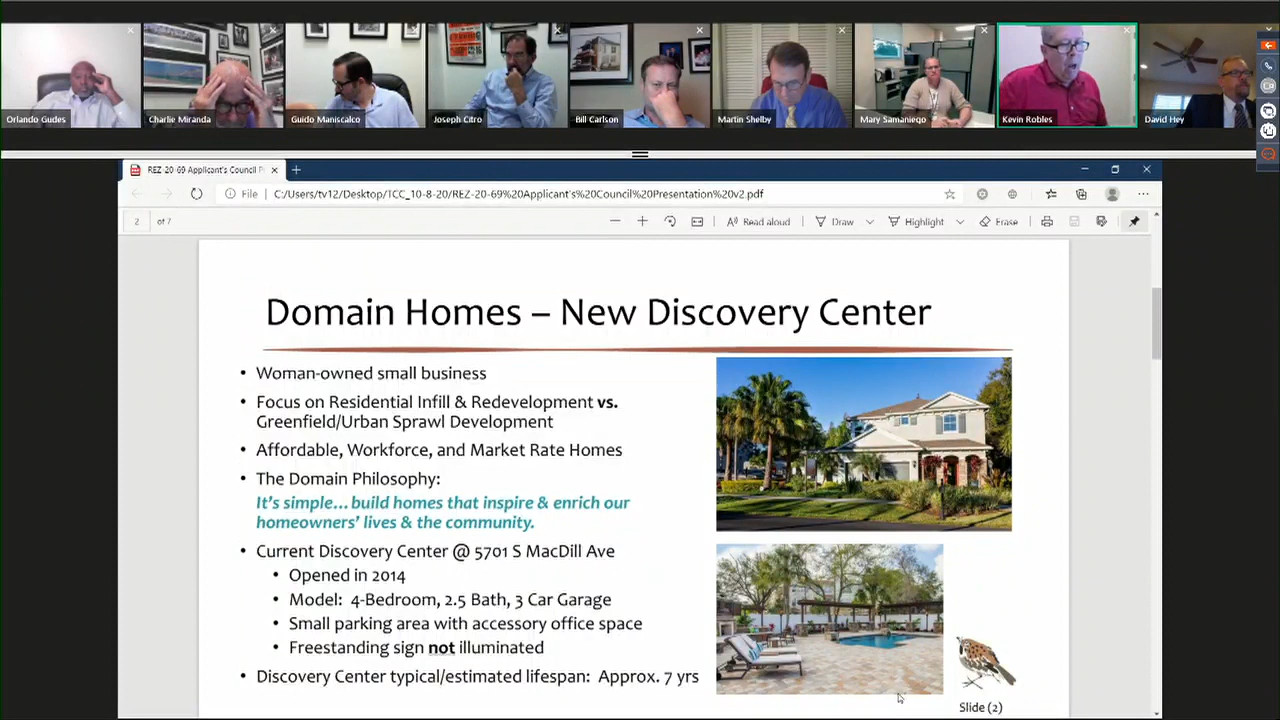 Orlando Gudes
Charlie Miranda
Guido Maniscalco
Joseph Citro
Bill Carlson
Martin Shelby
Mary Samaniego
Kevin Robles
David Hey
REZ-20-69 Applicant's Council P
File C:/Users/tv12/Desktop/TCC_10-8-20/REZ-20-69%20Applicant's%20Council%20Presentation%20v2.pdf
2 of 7
Read aloud
Draw
Highlight
Erase
Domain Homes – New Discovery Center
• Woman-owned small business
• Focus on Residential Infill & Redevelopment vs.
Greenfield/Urban Sprawl Development
• Affordable, Workforce, and Market Rate Homes
• The Domain Philosophy:
It's simple... build homes that inspire & enrich our
homeowners' lives & the community.
• Current Discovery Center @ 5701 S MacDill Ave
• Opened in 2014
• Model: 4-Bedroom, 2.5 Bath, 3 Car Garage
• Small parking area with accessory office space
• Freestanding sign not illuminated
• Discovery Center typical/estimated lifespan: Approx. 7 yrs
Slide (2)